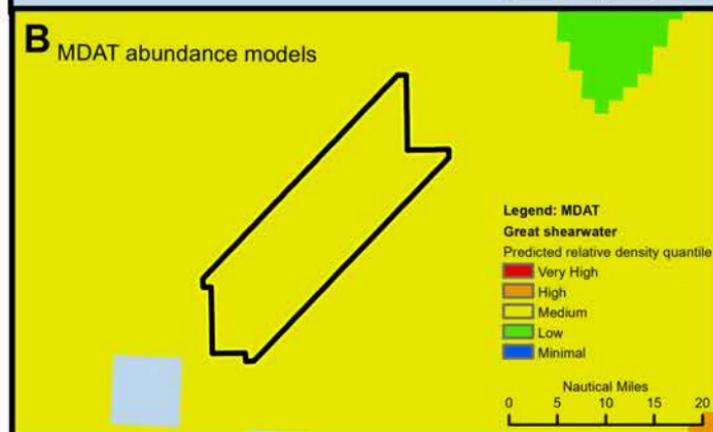 B MDAT abundance models
Legend: MDAT
Great shearwater
Predicted relative density quantile
Very High
High
Medium
Low
Minimal
Nautical Miles
0 5 10 15 20